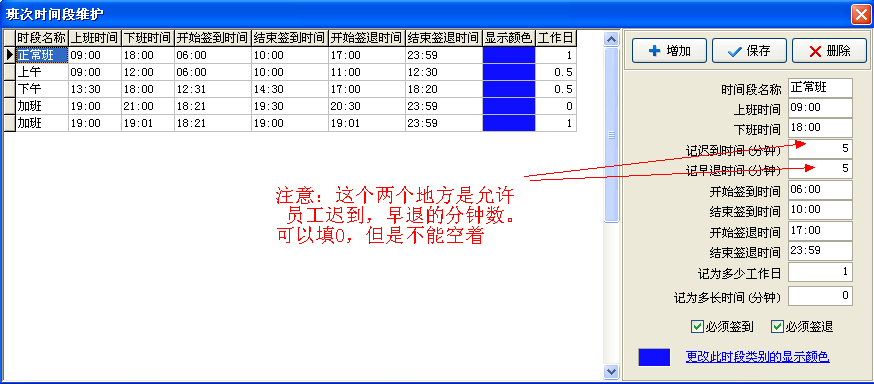 班次时间段维护
时段名称 上班时间 下班时间 开始签到时间 结束签到时间 开始签退时间 结束签退时间 显示颜色 工作日
正常班 09:00 18:00 06:00 10:00 17:00 23:59 1
上午 09:00 12:00 06:00 10:00 11:00 12:30 0.5
下午 13:30 18:00 12:31 14:30 17:00 18:20 0.5
加班 19:00 21:00 18:21 19:30 20:30 23:59 0
加班 19:00 19:01 18:21 19:00 19:01 23:59 1
注意：这个两个地方是允许
员工迟到，早退的分钟数。
可以填0，但是不能空着
增加 保存 删除
时间段名称 正常班
上班时间 09:00
下班时间 18:00
记迟到时间(分钟) 5
记早退时间(分钟) 5
开始签到时间 06:00
结束签到时间 10:00
开始签退时间 17:00
结束签退时间 23:59
记为多少工作日 1
记为多长时间(分钟) 0
必须签到 必须签退
更改此时段类别的显示颜色